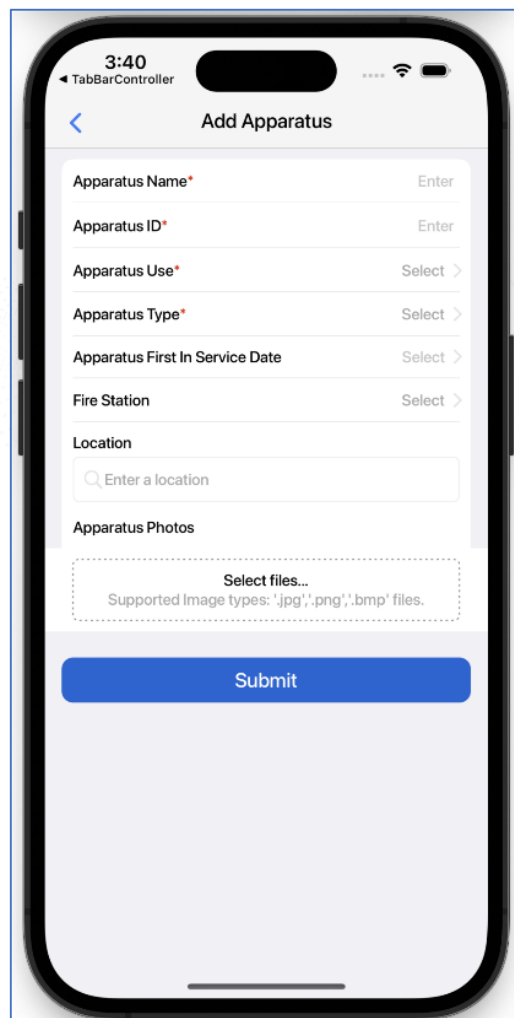 3:40
◀ TabBarController
Add Apparatus
Apparatus Name* Enter
Apparatus ID* Enter
Apparatus Use* Select
Apparatus Type* Select
Apparatus First In Service Date Select
Fire Station Select
Location
Enter a location
Apparatus Photos
Select files...
Supported Image types: '.jpg','.png','.bmp' files.
Submit